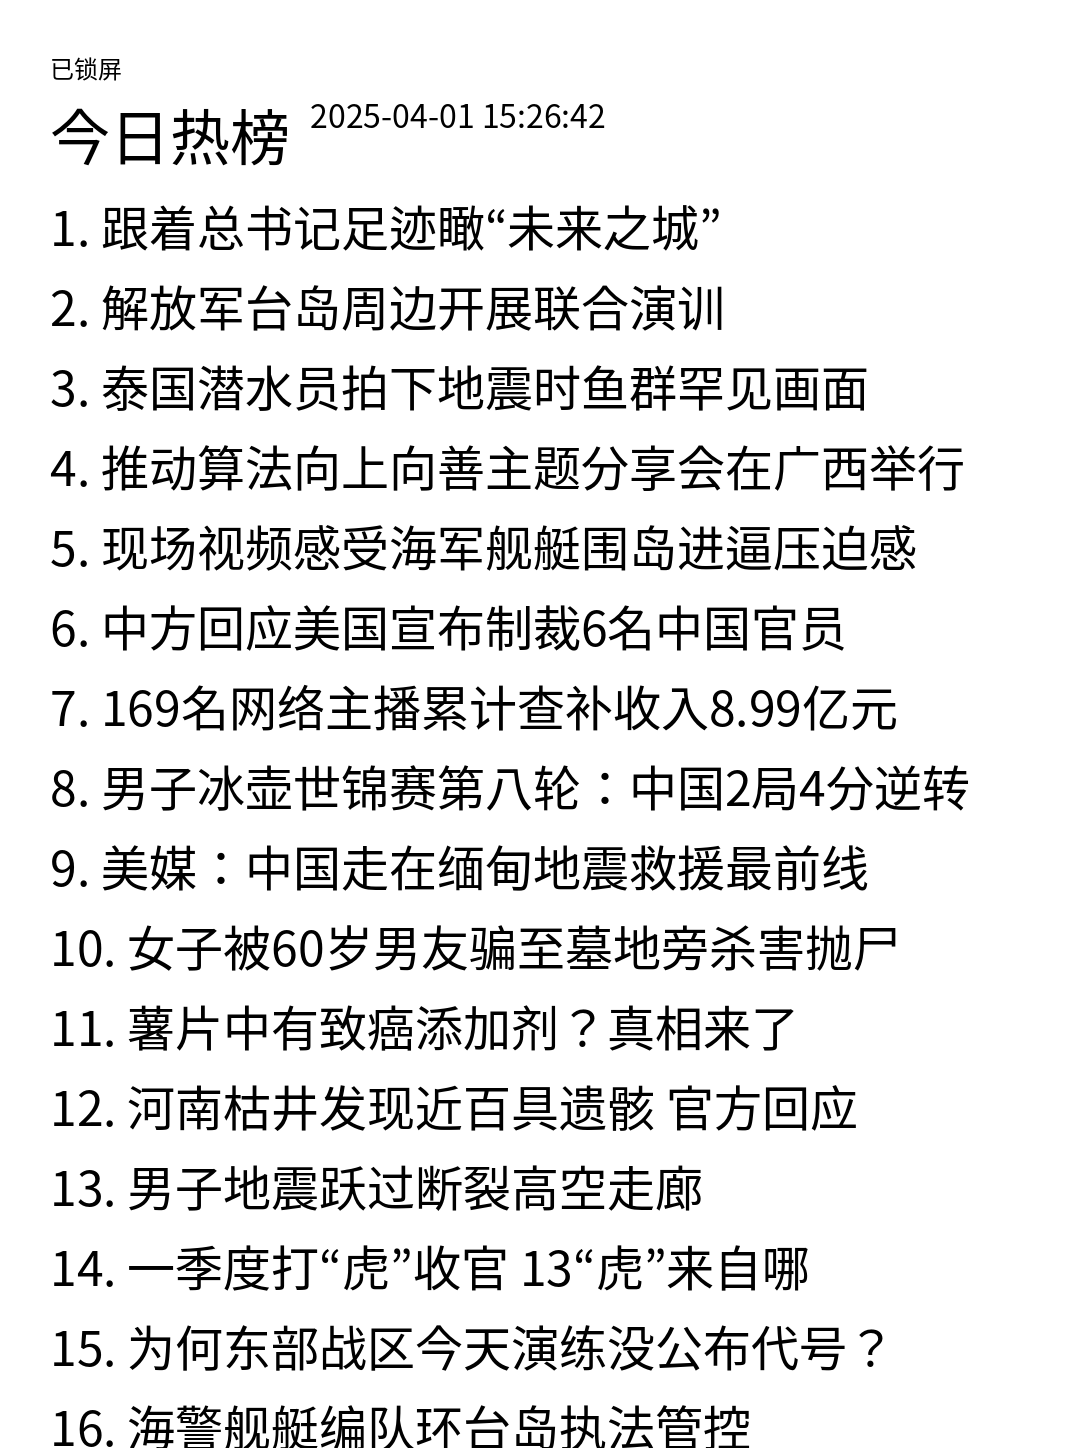 已锁屏
今日热榜 2025-04-01 15:26:42
1. 跟着总书记足迹瞰“未来之城”
2. 解放军台岛周边开展联合演训
3. 泰国潜水员拍下地震时鱼群罕见画面
4. 推动算法向上向善主题分享会在广西举行
5. 现场视频感受海军舰艇围岛进逼压迫感
6. 中方回应美国宣布制裁6名中国官员
7. 169名网络主播累计查补收入8.99亿元
8. 男子冰壶世锦赛第八轮：中国2局4分逆转
9. 美媒：中国走在缅甸地震救援最前线
10. 女子被60岁男友骗至墓地旁杀害抛尸
11. 薯片中有致癌添加剂？真相来了
12. 河南枯井发现近百具遗骸 官方回应
13. 男子地震跃过断裂高空走廊
14. 一季度打“虎”收官 13“虎”来自哪
15. 为何东部战区今天演练没公布代号？
16. 海警舰艇编队环台岛执法管控